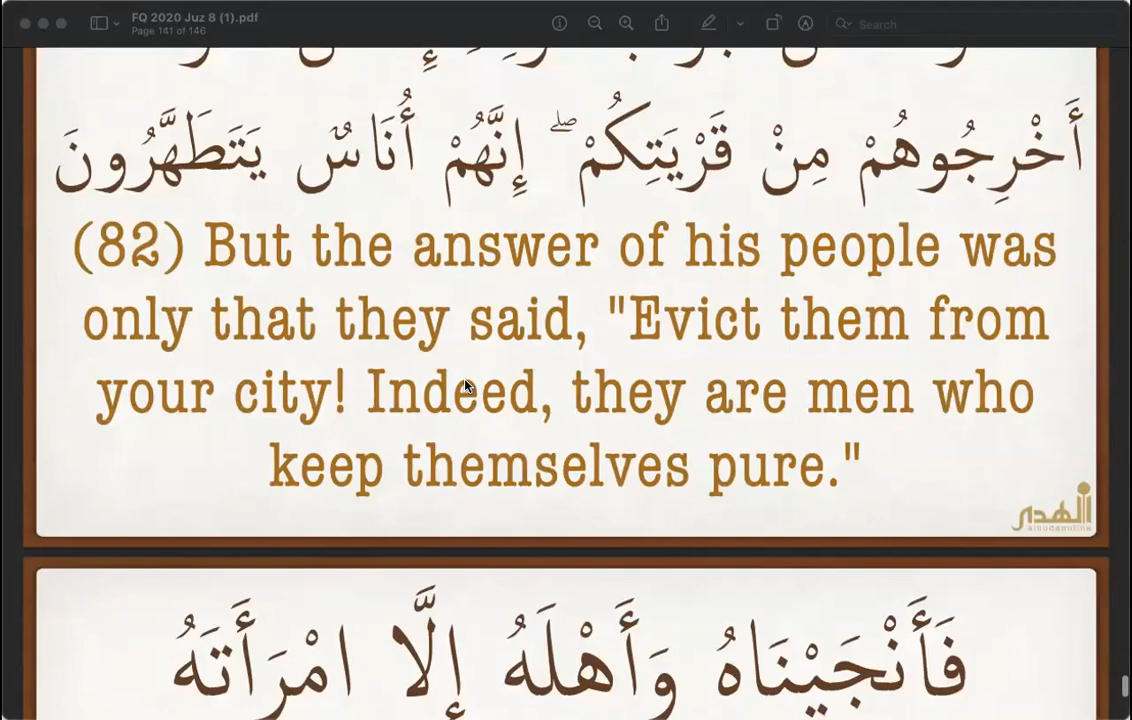 FQ 2020 Juz 8 (1).pdf
Page 141 of 146
Search
أَخْرِجُوهُمْ مِنْ قَرْيَتِكُمْ ۖ إِنَّهُمْ أُنَاسٌ يَتَطَهَّرُونَ
(82) But the answer of his people was
only that they said, "Evict them from
your city! Indeed, they are men who
keep themselves pure."
الهدى
فَأَنْجَيْنَاهُ وَأَهْلَهُ إِلَّا امْرَأَتَهُ